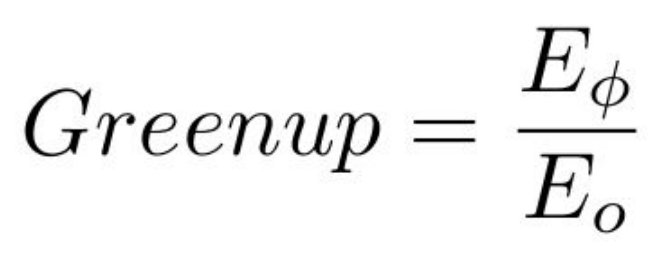 Greenup = E_ϕ / E_o